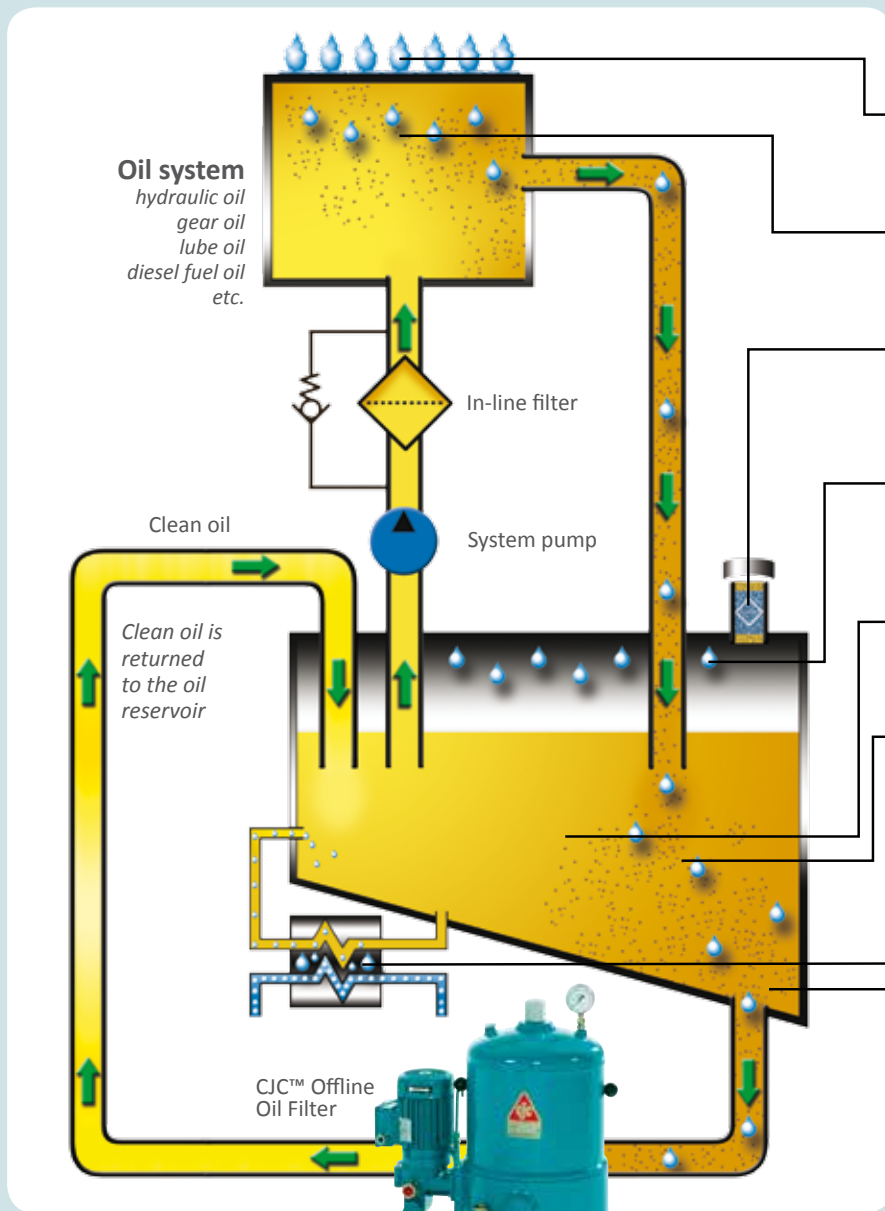 Oil system
hydraulic oil
gear oil
lube oil
diesel fuel oil
etc.
In-line filter
System pump
Clean oil
Clean oil is
returned
to the oil
reservoir
CJC™ Offline
Oil Filter
cjc